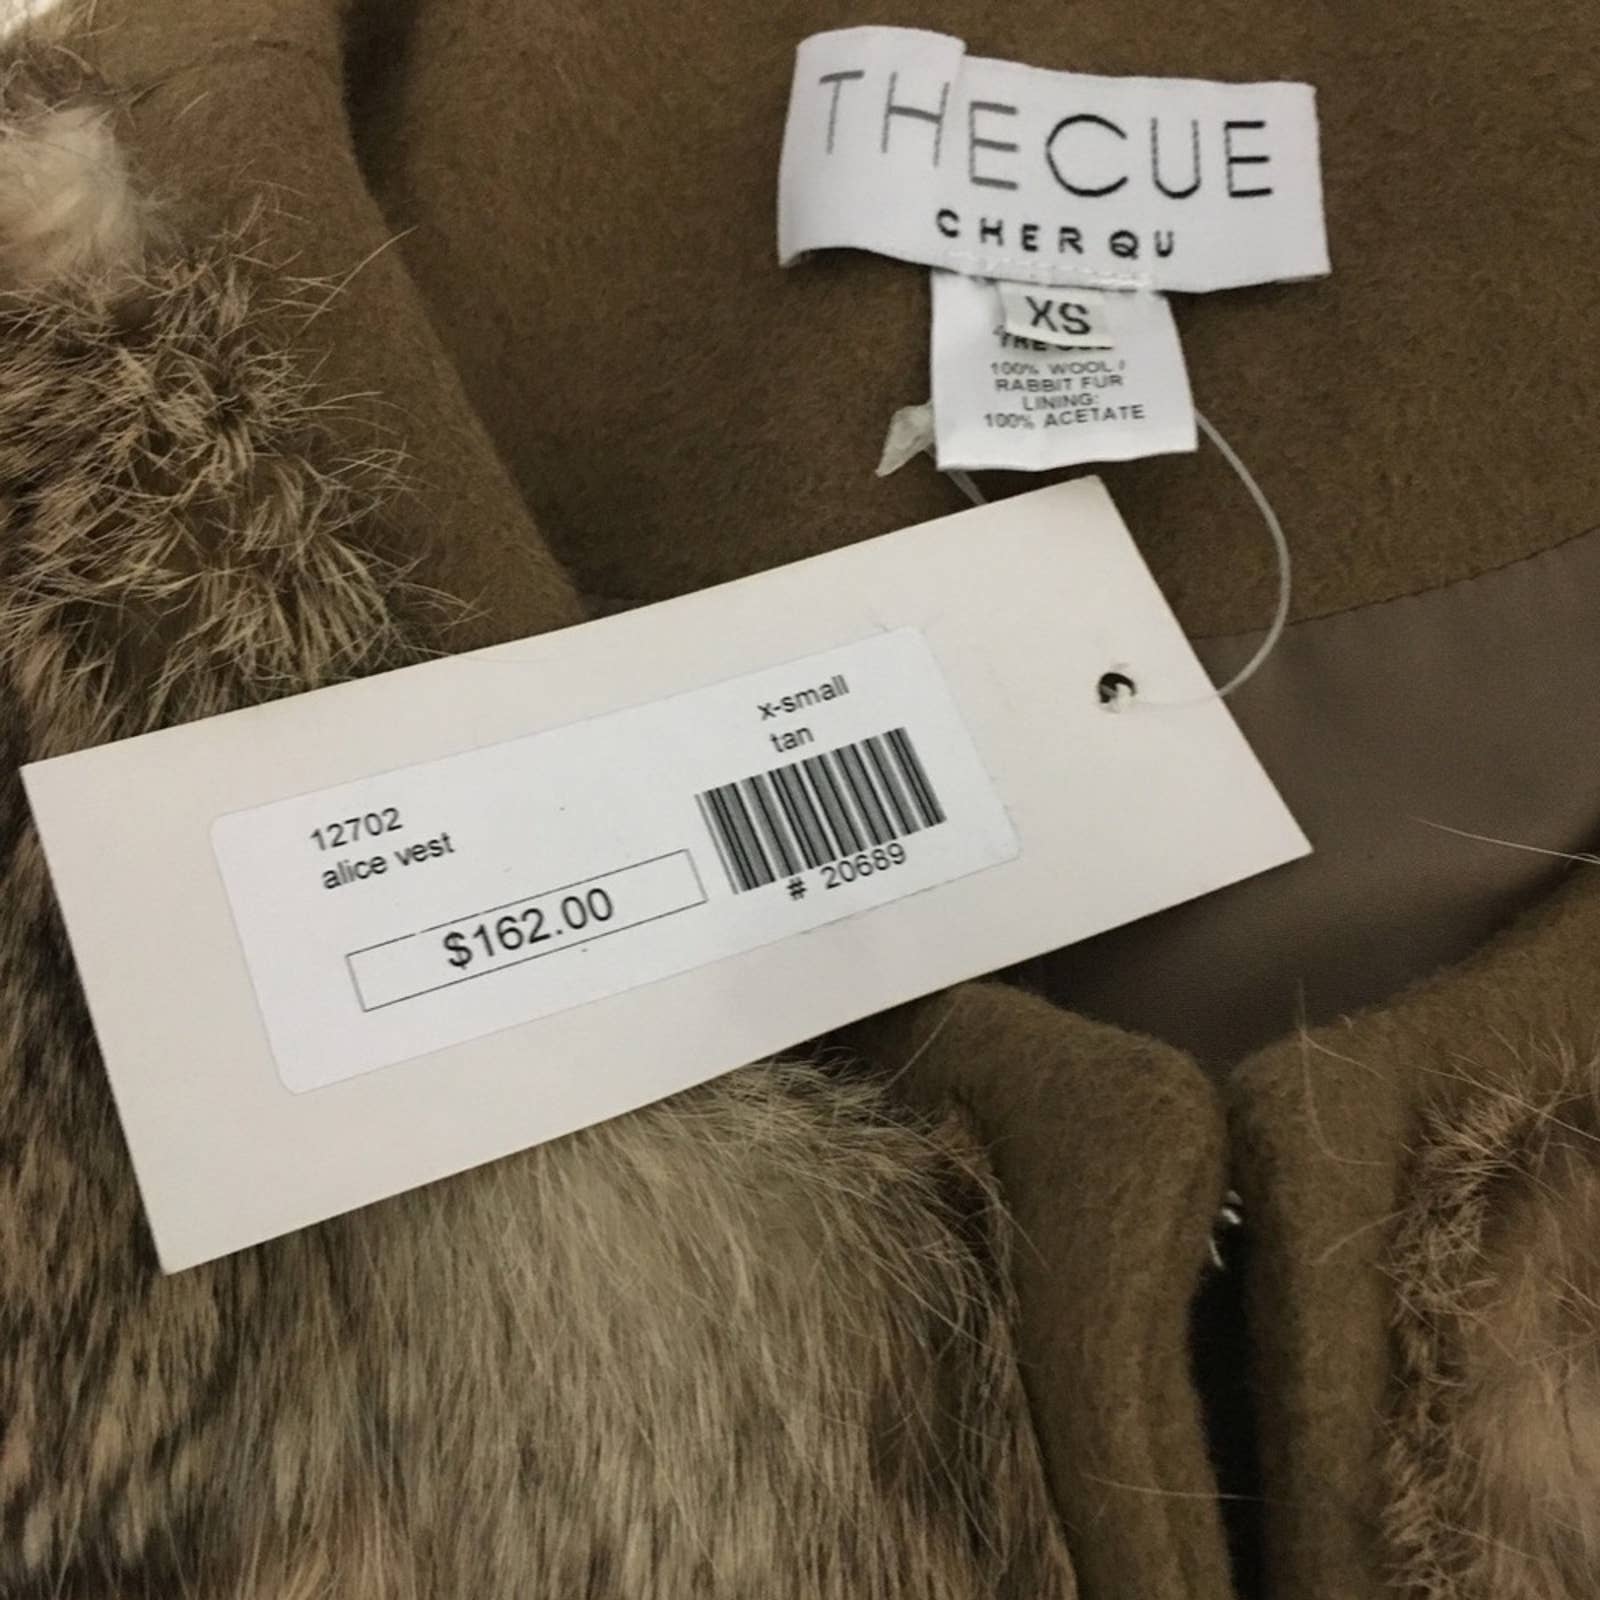 THECUE
CHER QU
XS
100% WOOL /
RABBIT FUR
LINING:
100% ACETATE
x-small
tan
12702
alice vest
$162.00
# 20689